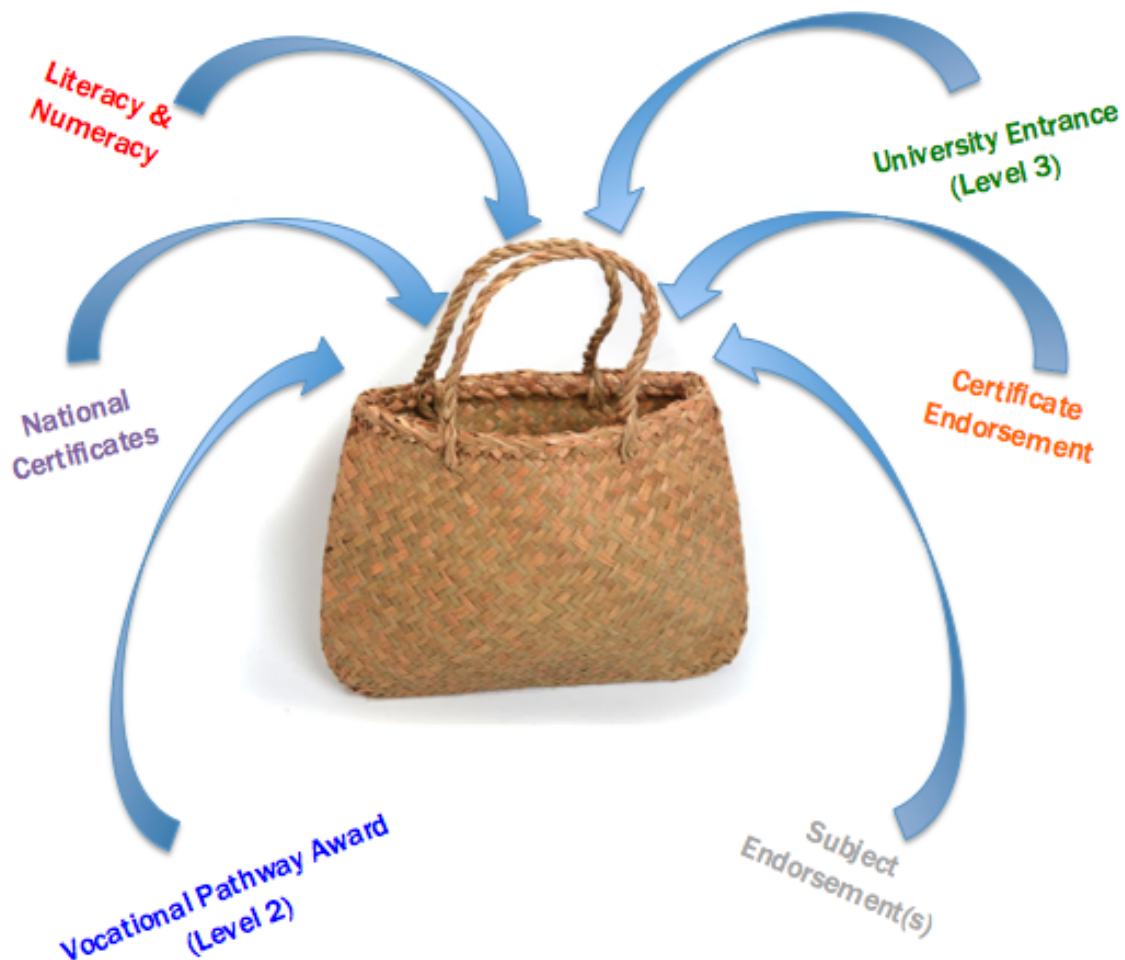 Literacy &
Numeracy
University Entrance
(Level 3)
National
Certificates
Certificate
Endorsement
Vocational Pathway Award
(Level 2)
Subject
Endorsement(s)